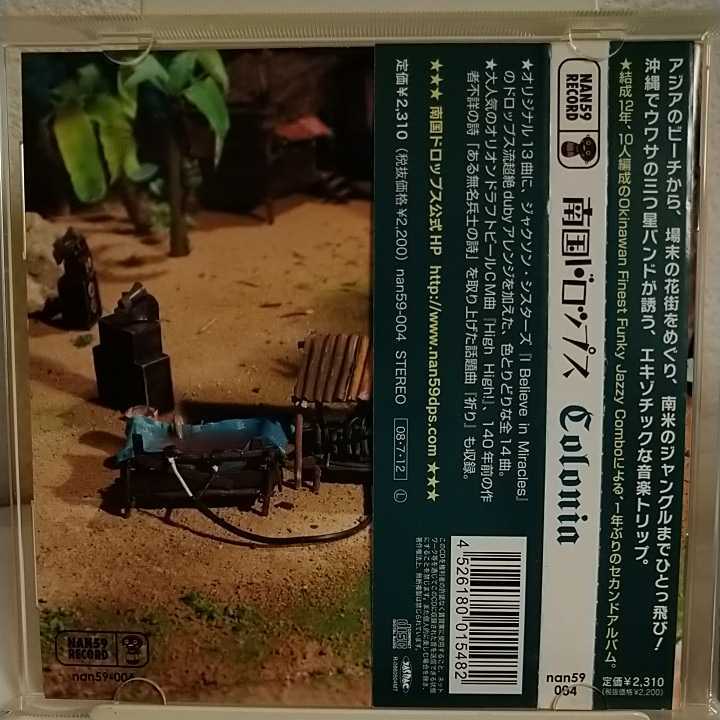 アジアのビーチから、場末の花街をめぐり、南米のジャングルまでひとっ飛び!
沖縄でウワサの三つ星バンドが誘う、エキゾチックな音楽トリップ。
★結成12年、10人編成のOkinawan Finest Funky Jazzy Comboによる、1年ぶりのセカンドアルバム。
定価¥2,310
(税抜価格¥2,200)
NAN59
RECORD
南国ドロップス Colonia
nan59
004
★オリジナル13曲に、ジャクソン・シスターズ『I Believe in Miracles』
のドロップス流超絶dubyアレンジを加えた、色とりどりな全14曲。
★大人気のオリオンドラフトビールCM曲『High High!』、140年前の作
者不詳の詩「ある無名兵士の詩」を取り上げた話題曲『祈り』も収録。
★★★ 南国ドロップス公式HP http://www.nan59dps.com ★★★
定価¥2,310 (税抜価格¥2,200) nan59-004 STEREO 08・7・12 Ⓛ
4 526180 015482
NAN59
RECORD
nan59-004